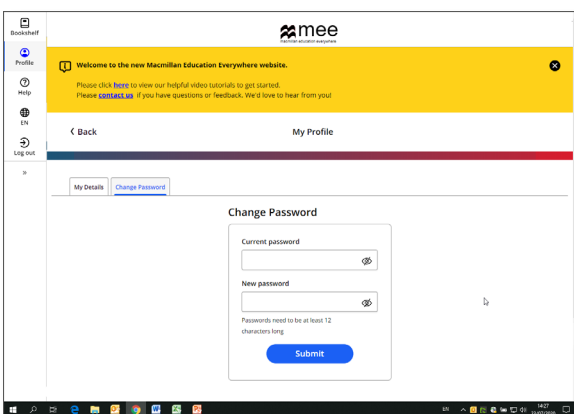 Bookshelf
Profile
Help
EN
Log out
»
mee
macmillan education everywhere
Welcome to the new Macmillan Education Everywhere website.
Please click here to view our helpful video tutorials to get started.
Please contact us if you have questions or feedback. We'd love to hear from you!
Back
My Profile
My Details
Change Password
Change Password
Current password
New password
Passwords need to be at least 12
characters long
Submit
EN
14:27